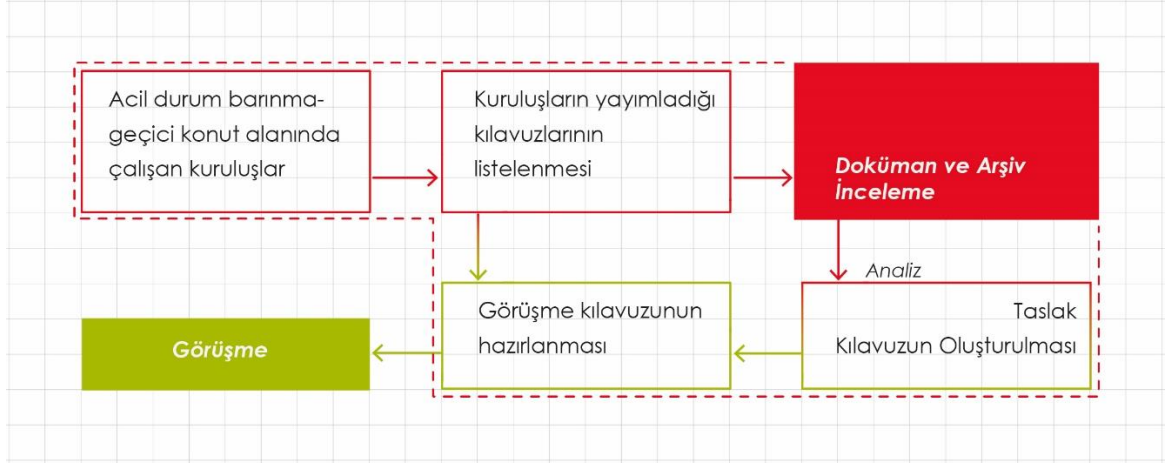 Acil durum barınma-
geçici konut alanında
çalışan kuruluşlar
Kuruluşların yayımladığı
kılavuzlarının
listelenmesi
Doküman ve Arşiv
İnceleme
Analiz
Taslak
Kılavuzun Oluşturulması
Görüşme kılavuzunun
hazırlanması
Görüşme